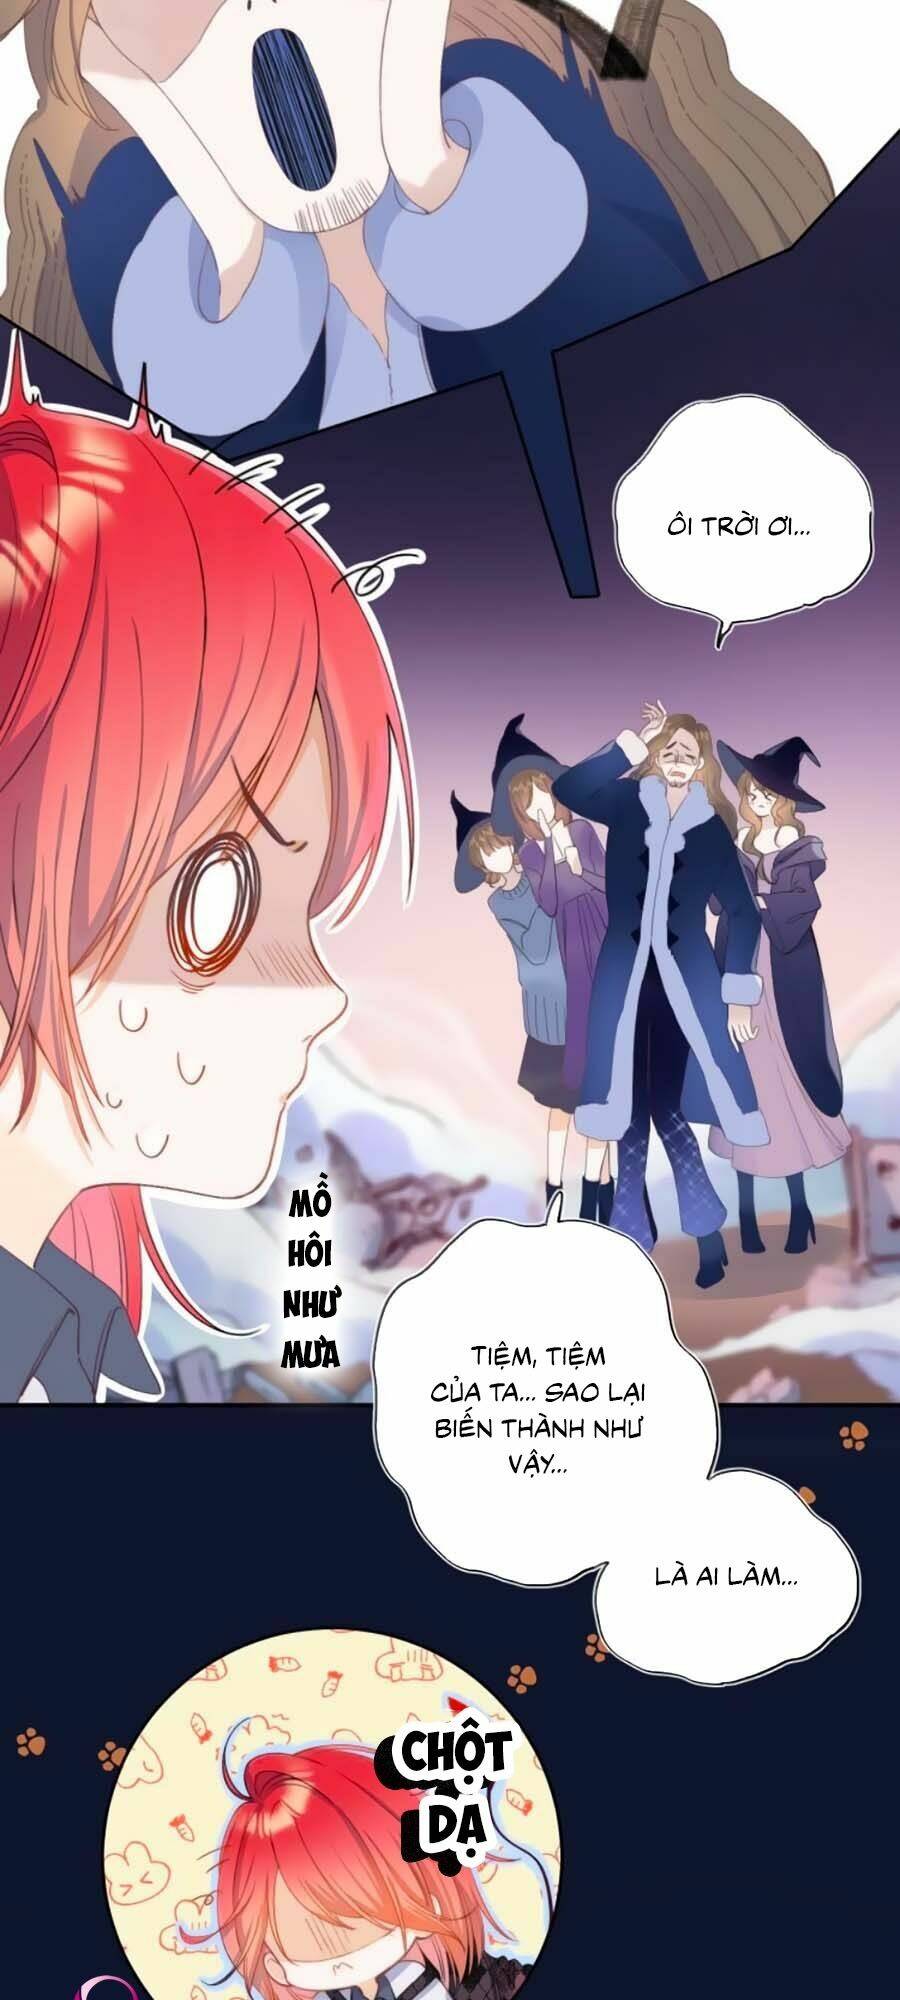 ÔI TRỜI ƠI...
MỒ
HÔI
NHƯ
MƯA
TIỆM, TIỆM
CỦA TA... SAO LẠI
BIẾN THÀNH NHƯ
VẬY...
LÀ AI LÀM...
CHỘT
DẠ